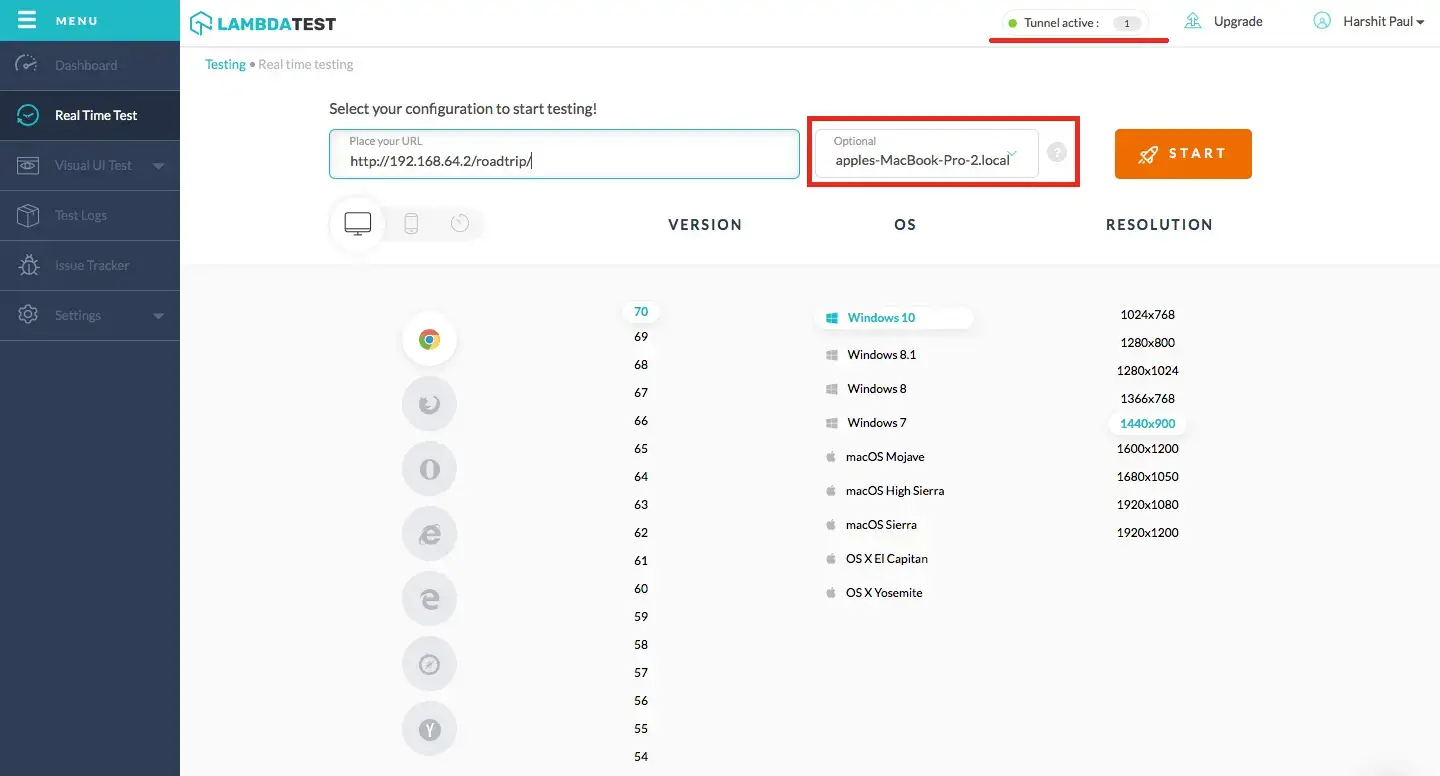 MENU
LAMBDATEST
Tunnel active : 1
Upgrade
Harshit Paul
Dashboard
Real Time Test
Visual UI Test
Test Logs
Issue Tracker
Settings
Testing • Real time testing
Select your configuration to start testing!
Place your URL
http://192.168.64.2/roadtrip/
Optional
apples-MacBook-Pro-2.local
?
START
VERSION
OS
RESOLUTION
70
69
68
67
66
65
64
63
62
61
60
59
58
57
56
55
54
Windows 10
Windows 8.1
Windows 8
Windows 7
macOS Mojave
macOS High Sierra
macOS Sierra
OS X El Capitan
OS X Yosemite
1024x768
1280x800
1280x1024
1366x768
1440x900
1600x1200
1680x1050
1920x1080
1920x1200